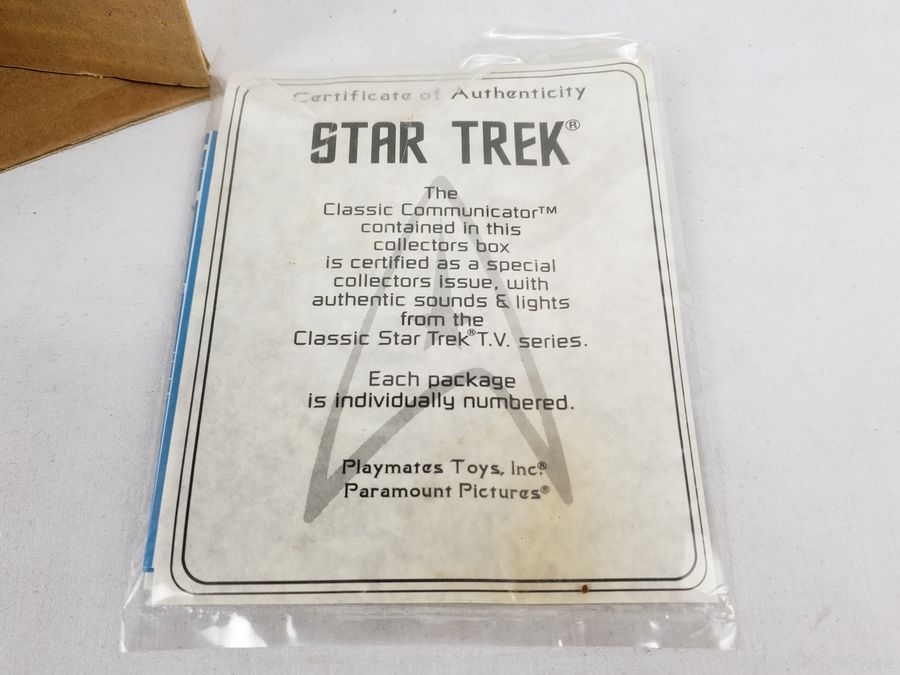 Certificate of Authenticity
STAR TREK®
The
Classic Communicator™
contained in this
collectors box
is certified as a special
collectors issue, with
authentic sounds & lights
from the
Classic Star Trek® T.V. series.
Each package
is individually numbered.
Playmates Toys, Inc.®
Paramount Pictures®